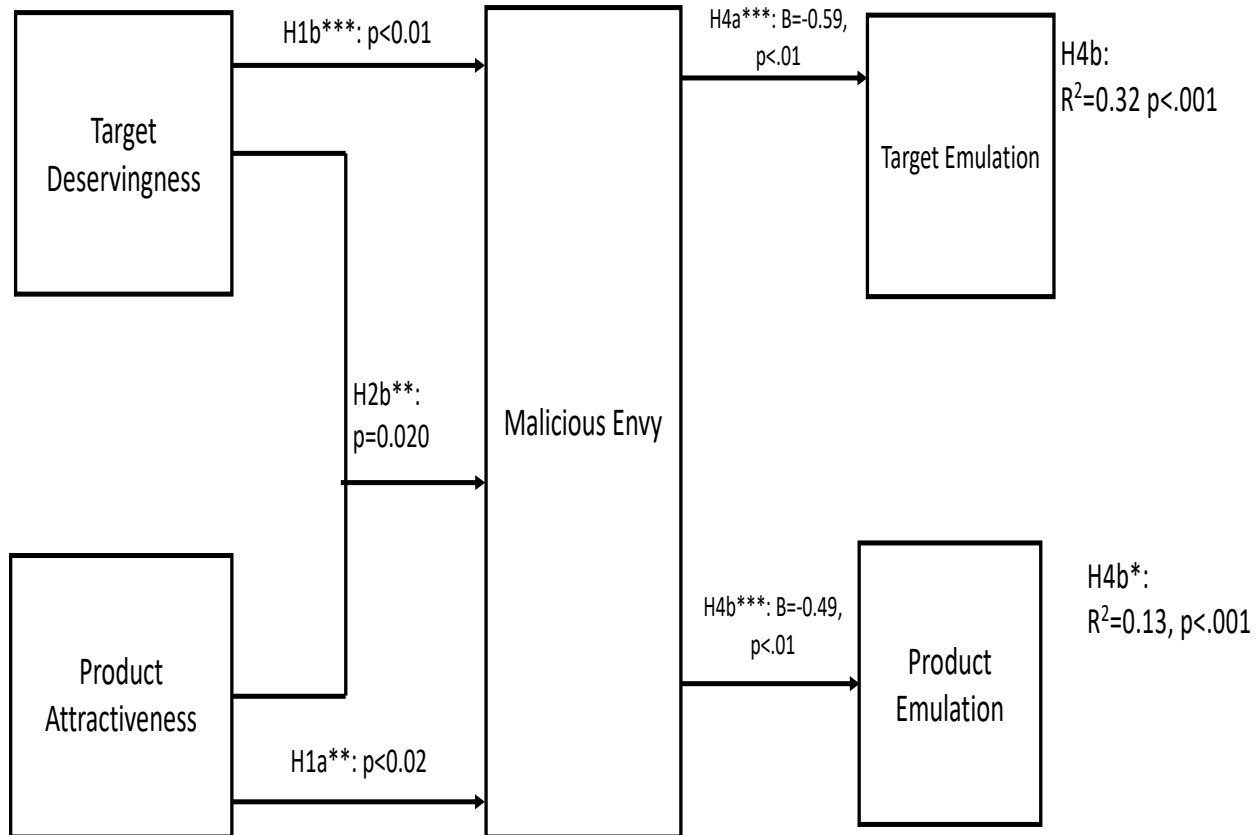 H1b***: p<0.01
Target
Deservingness
H2b**:
p=0.020
Product
Attractiveness
H1a**: p<0.02
Malicious Envy
H4a***: B=-0.59,
p<.01
Target Emulation
H4b:
R²=0.32 p<.001
H4b***: B=-0.49,
p<.01
Product
Emulation
H4b*:
R²=0.13, p<.001